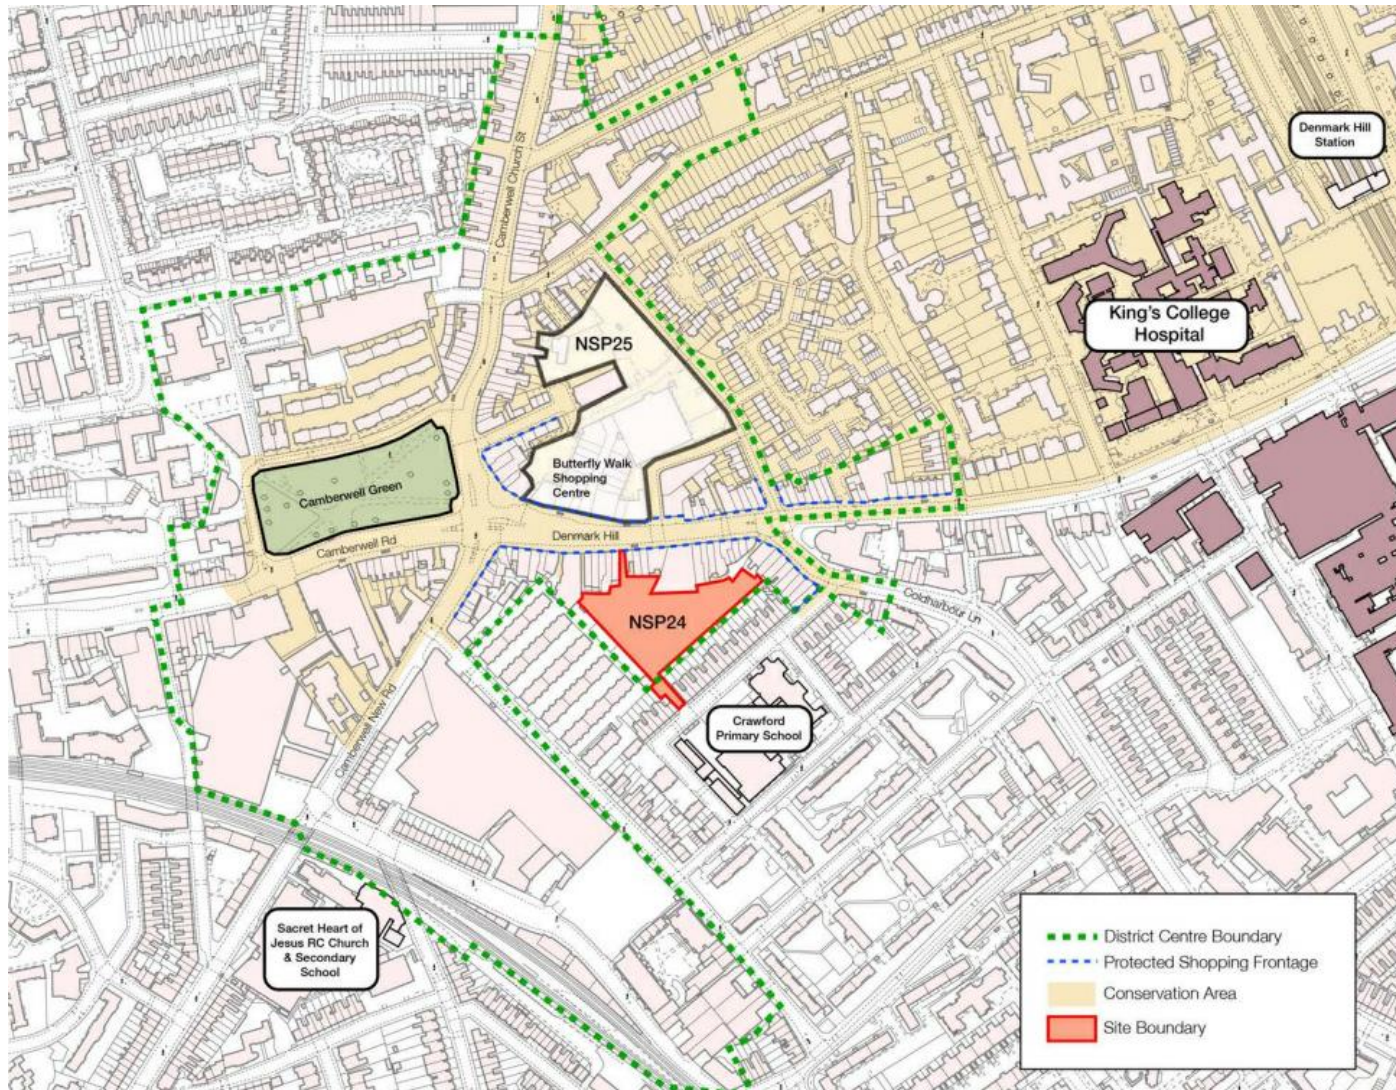 Denmark Hill
Station
Camberwell Church St
King's College
Hospital
NSP25
Butterfly Walk
Shopping
Centre
Camberwell Green
Camberwell Rd
Denmark Hill
Coldharbour Ln
NSP24
Crawford
Primary School
Camberwell New Rd
Sacret Heart of
Jesus RC Church
& Secondary
School
District Centre Boundary
Protected Shopping Frontage
Conservation Area
Site Boundary